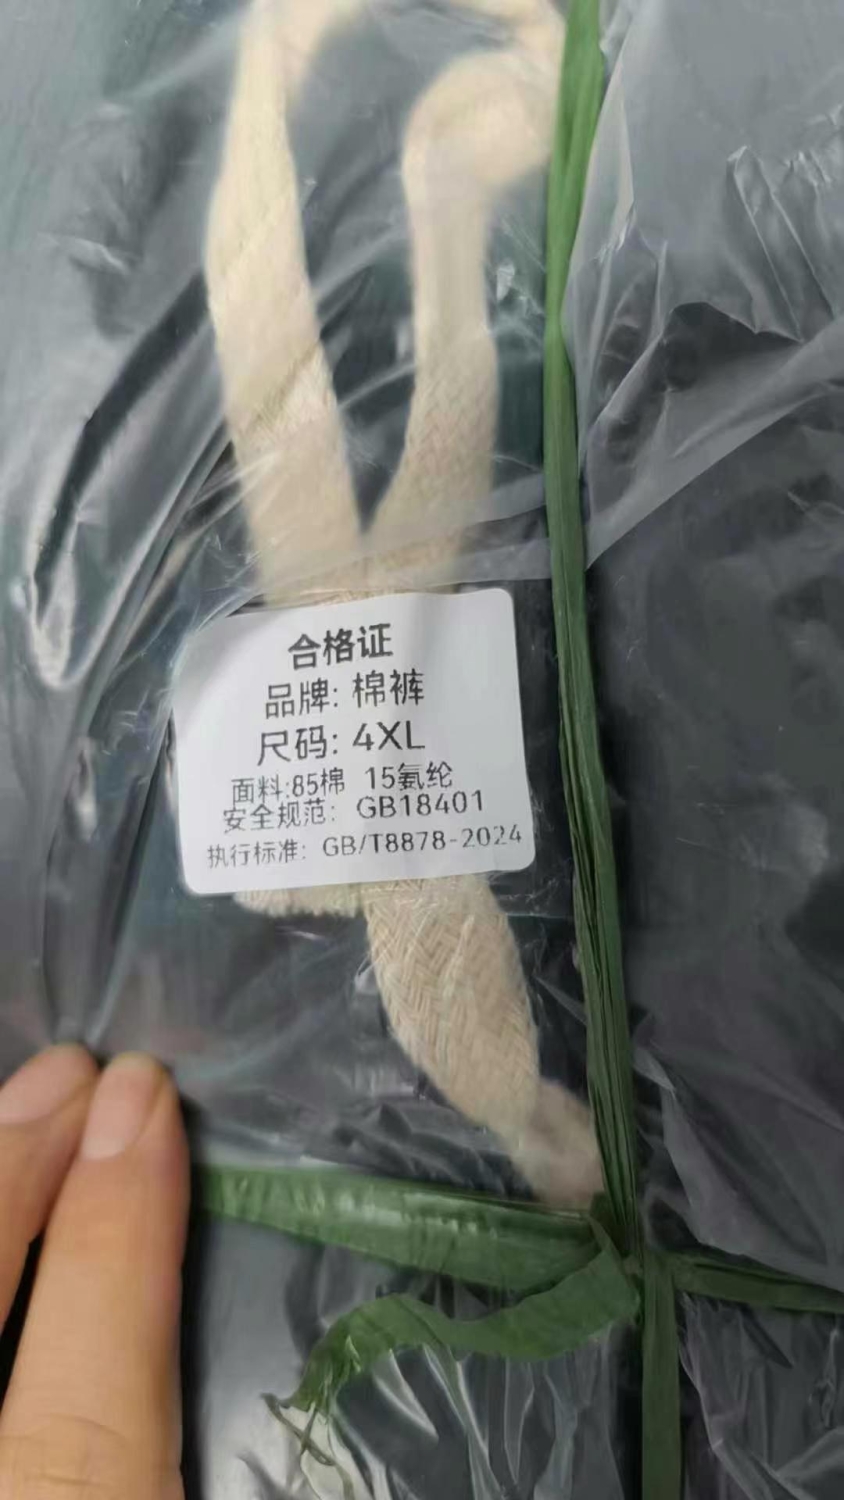 合格证
品牌: 棉裤
尺码: 4XL
面料:85棉 15氨纶
安全规范: GB18401
执行标准: GB/T8878-2024